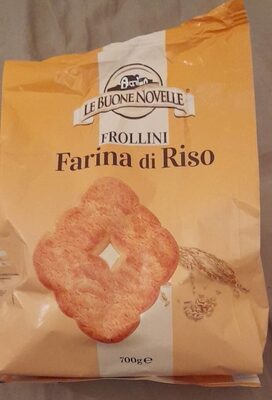 LE BUONE NOVELLE
FROLLINI
Farina di Riso
700g e